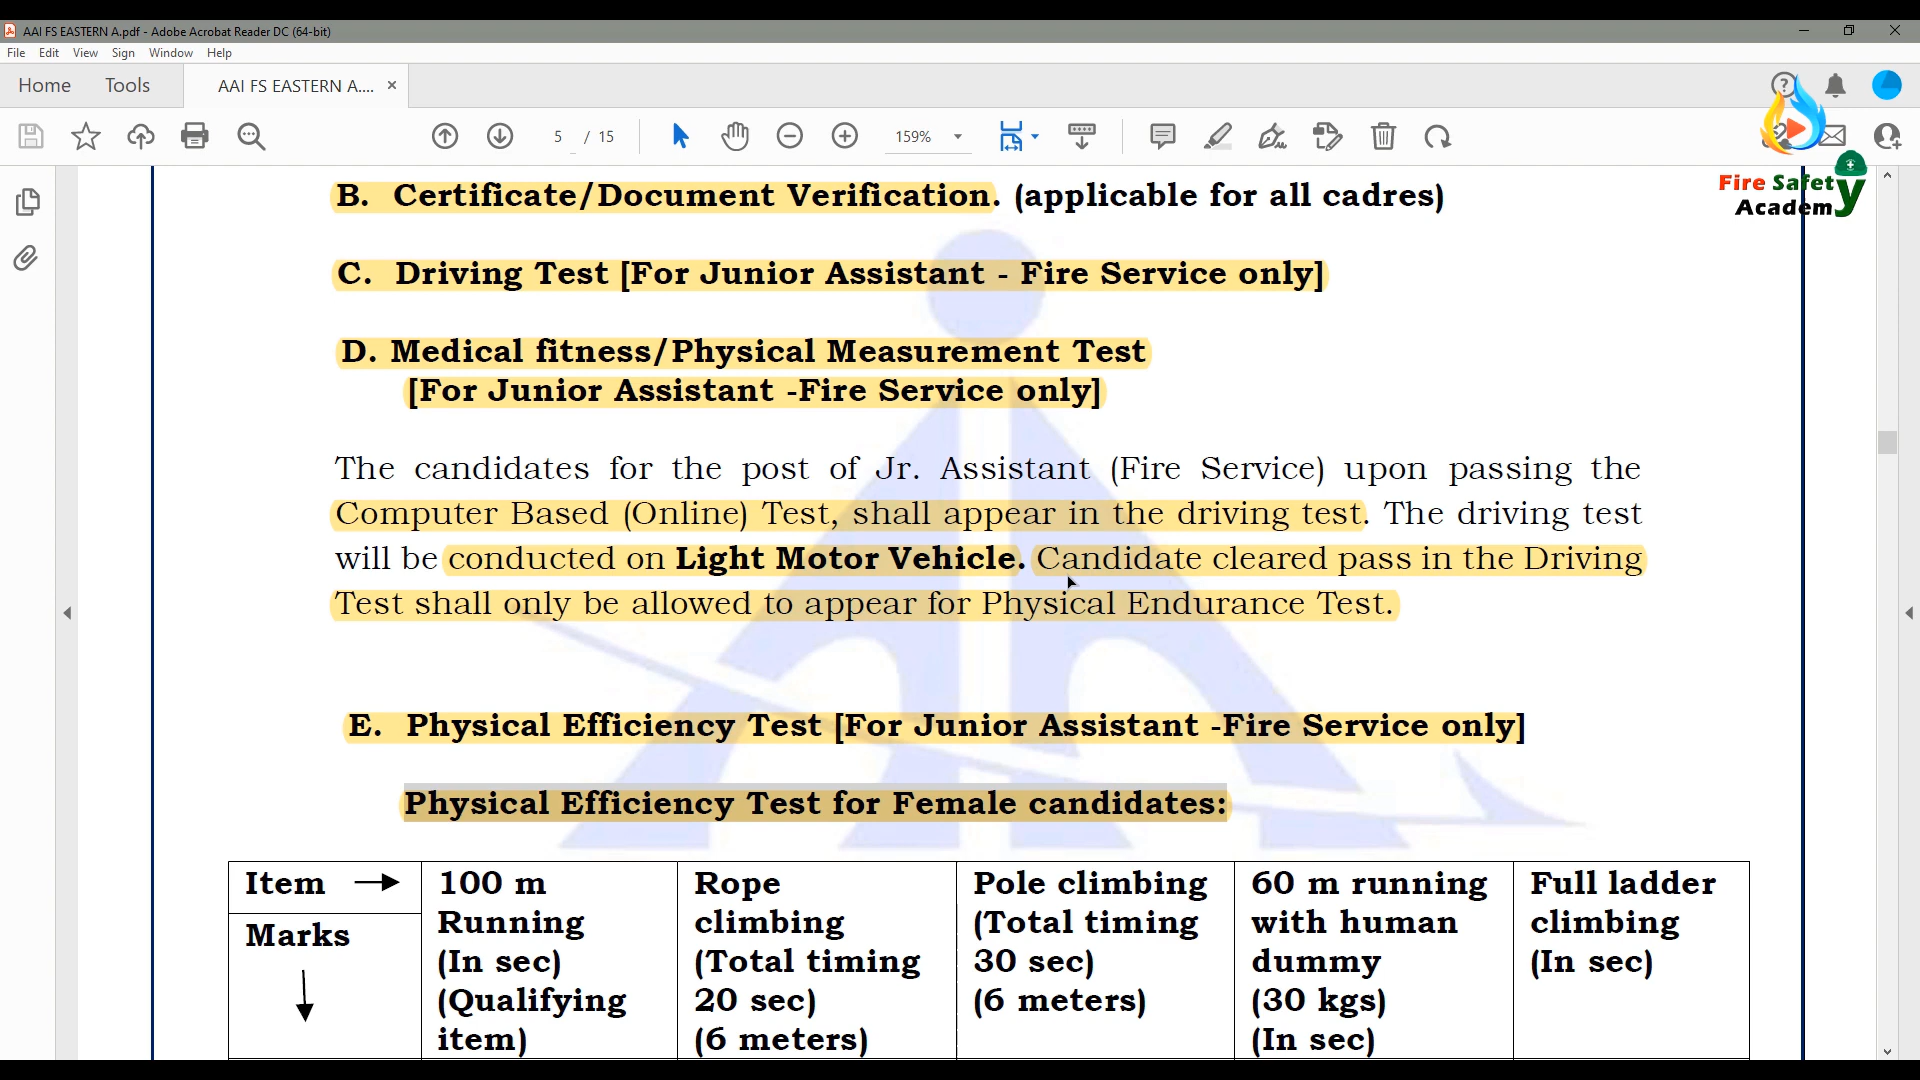 AAI FS EASTERN A.pdf - Adobe Acrobat Reader DC (64-bit)
File Edit View Sign Window Help
Home Tools AAI FS EASTERN A.... ×
5 / 15 159%
Fire Safety
Academy
B. Certificate/Document Verification. (applicable for all cadres)
C. Driving Test [For Junior Assistant - Fire Service only]
D. Medical fitness/Physical Measurement Test
[For Junior Assistant -Fire Service only]
The candidates for the post of Jr. Assistant (Fire Service) upon passing the
Computer Based (Online) Test, shall appear in the driving test. The driving test
will be conducted on Light Motor Vehicle. Candidate cleared pass in the Driving
Test shall only be allowed to appear for Physical Endurance Test.
E. Physical Efficiency Test [For Junior Assistant -Fire Service only]
Physical Efficiency Test for Female candidates:
Item
Marks
100 m
Running
(In sec)
(Qualifying
item)
Rope
climbing
(Total timing
20 sec)
(6 meters)
Pole climbing
(Total timing
30 sec)
(6 meters)
60 m running
with human
dummy
(30 kgs)
(In sec)
Full ladder
climbing
(In sec)